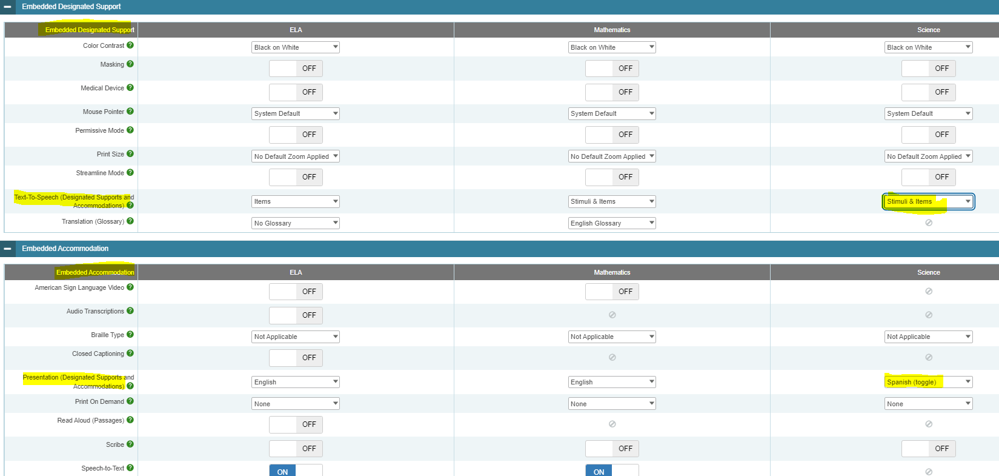 Embedded Designated Support
Embedded Designated Support ELA Mathematics Science
Color Contrast ? Black on White Black on White Black on White
Masking ? OFF OFF OFF
Medical Device ? OFF OFF OFF
Mouse Pointer ? System Default System Default System Default
Permissive Mode ? OFF OFF OFF
Print Size ? No Default Zoom Applied No Default Zoom Applied No Default Zoom Applied
Streamline Mode ? OFF OFF OFF
Text-To-Speech (Designated Supports and
Accommodations) ? Items Stimuli & Items Stimuli & Items
Translation (Glossary) ? No Glossary English Glossary
Embedded Accommodation
Embedded Accommodation ELA Mathematics Science
American Sign Language Video ? OFF OFF
Audio Transcriptions ? OFF
Braille Type ? Not Applicable Not Applicable Not Applicable
Closed Captioning ? OFF
Presentation (Designated Supports and
Accommodations) ? English English Spanish (toggle)
Print On Demand ? None None None
Read Aloud (Passages) ? OFF
Scribe ? OFF OFF OFF
Speech-to-Text ? ON ON